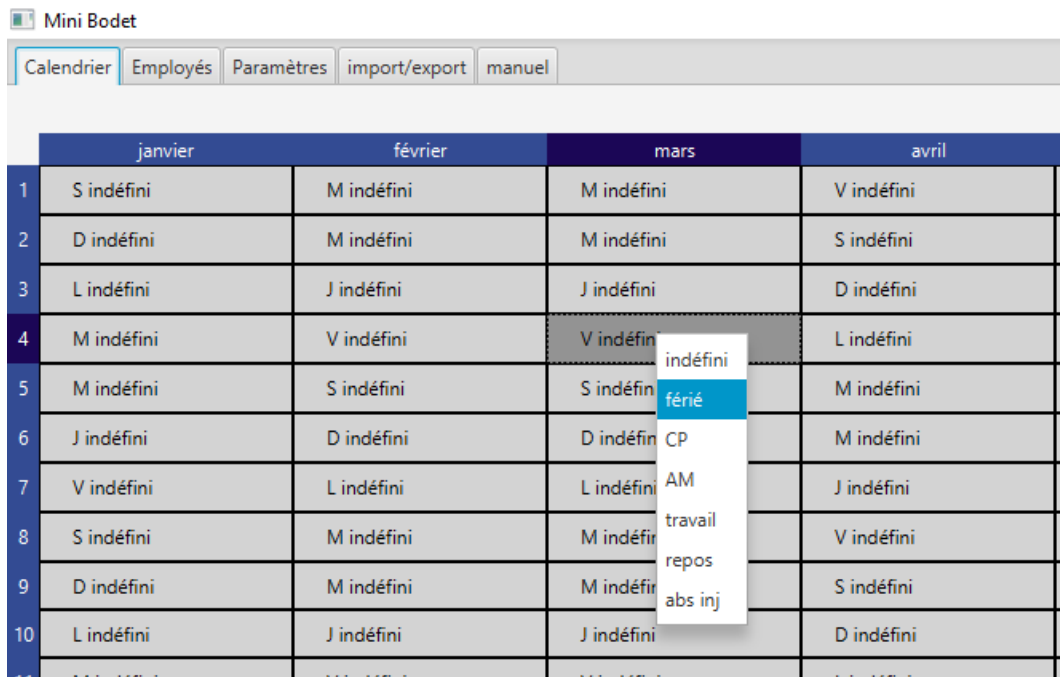 Mini Bodet
Calendrier Employés Paramètres import/export manuel
janvier février mars avril
1 S indéfini M indéfini M indéfini V indéfini
2 D indéfini M indéfini M indéfini S indéfini
3 L indéfini J indéfini J indéfini D indéfini
4 M indéfini V indéfini V indéfin L indéfini
indéfini
5 M indéfini S indéfini S indéfin M indéfini
férié
6 J indéfini D indéfini D indéfin M indéfini
CP
7 V indéfini L indéfini L indéfini J indéfini
AM
8 S indéfini M indéfini M indéfin V indéfini
travail
9 D indéfini M indéfini M indéfin S indéfini
repos
abs inj
10 L indéfini J indéfini J indéfini D indéfini